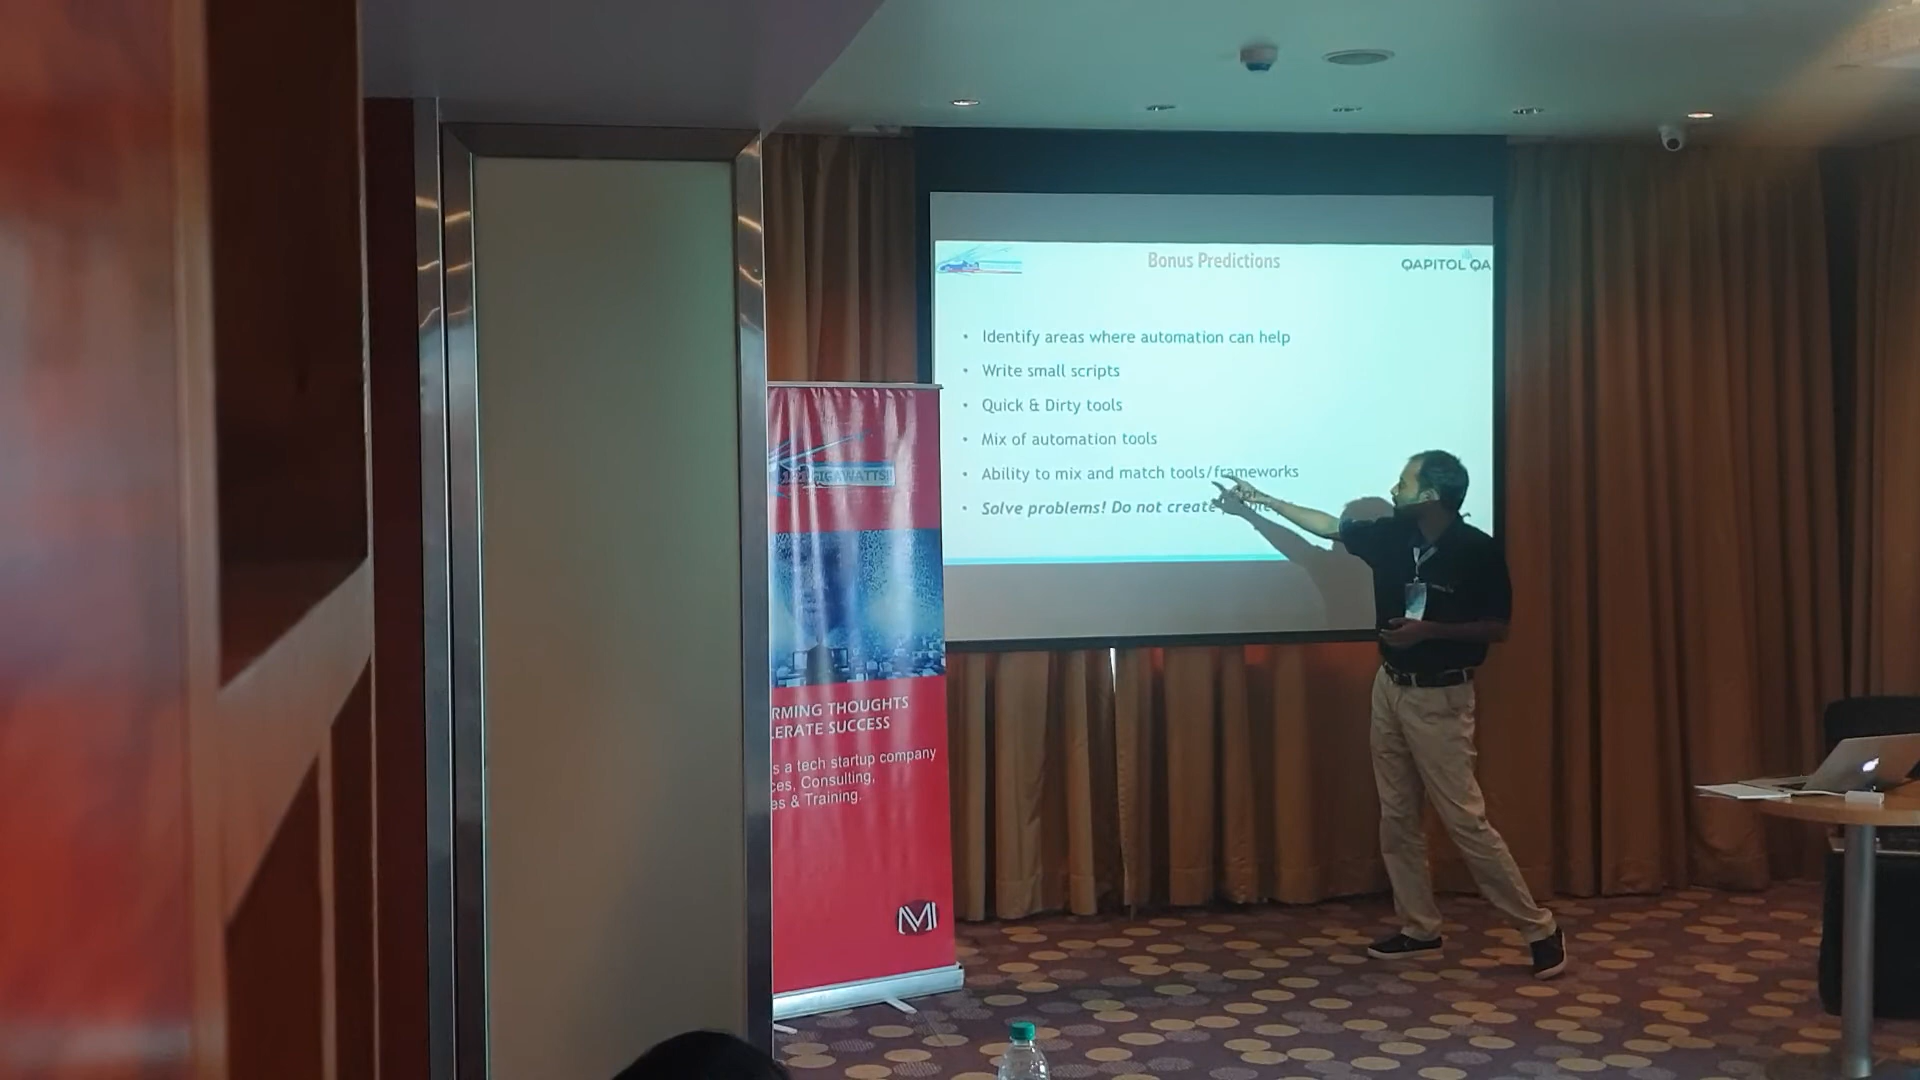 Bonus Predictions
QAPITOL QA
• Identify areas where automation can help
• Write small scripts
• Quick & Dirty tools
• Mix of automation tools
• Ability to mix and match tools/frameworks
• Solve problems! Do not create
GIGAWATTS!!
RMING THOUGHTS
ERATE SUCCESS
s a tech startup company
ces, Consulting,
es & Training.